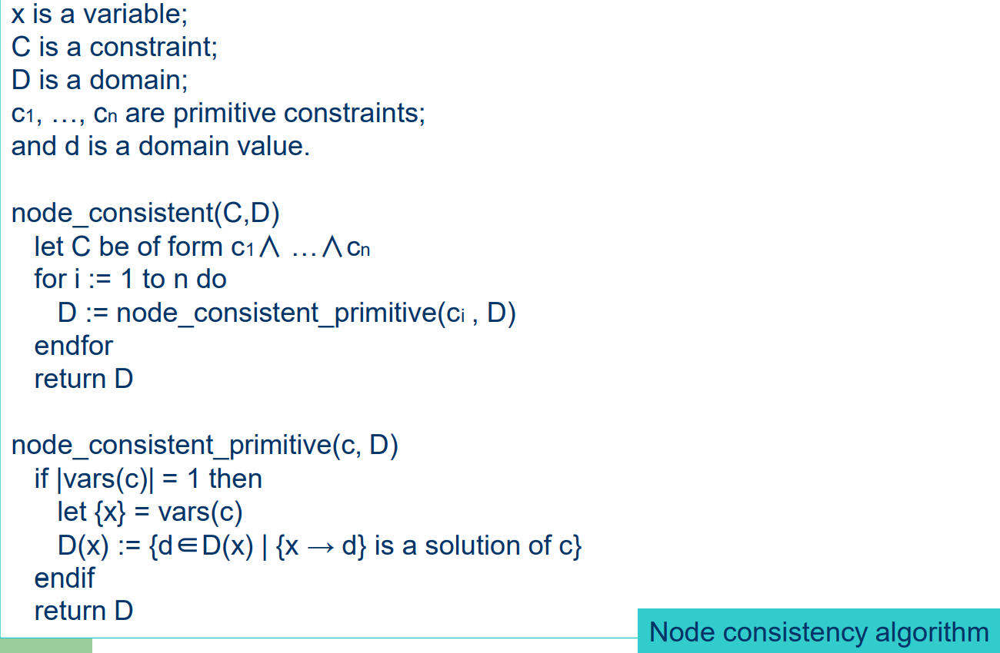 x is a variable;
C is a constraint;
D is a domain;
c1, …, cn are primitive constraints;
and d is a domain value.
node_consistent(C,D)
let C be of form c1∧ …∧cn
for i := 1 to n do
D := node_consistent_primitive(ci , D)
endfor
return D
node_consistent_primitive(c, D)
if |vars(c)| = 1 then
let {x} = vars(c)
D(x) := {d∈D(x) | {x → d} is a solution of c}
endif
return D
Node consistency algorithm